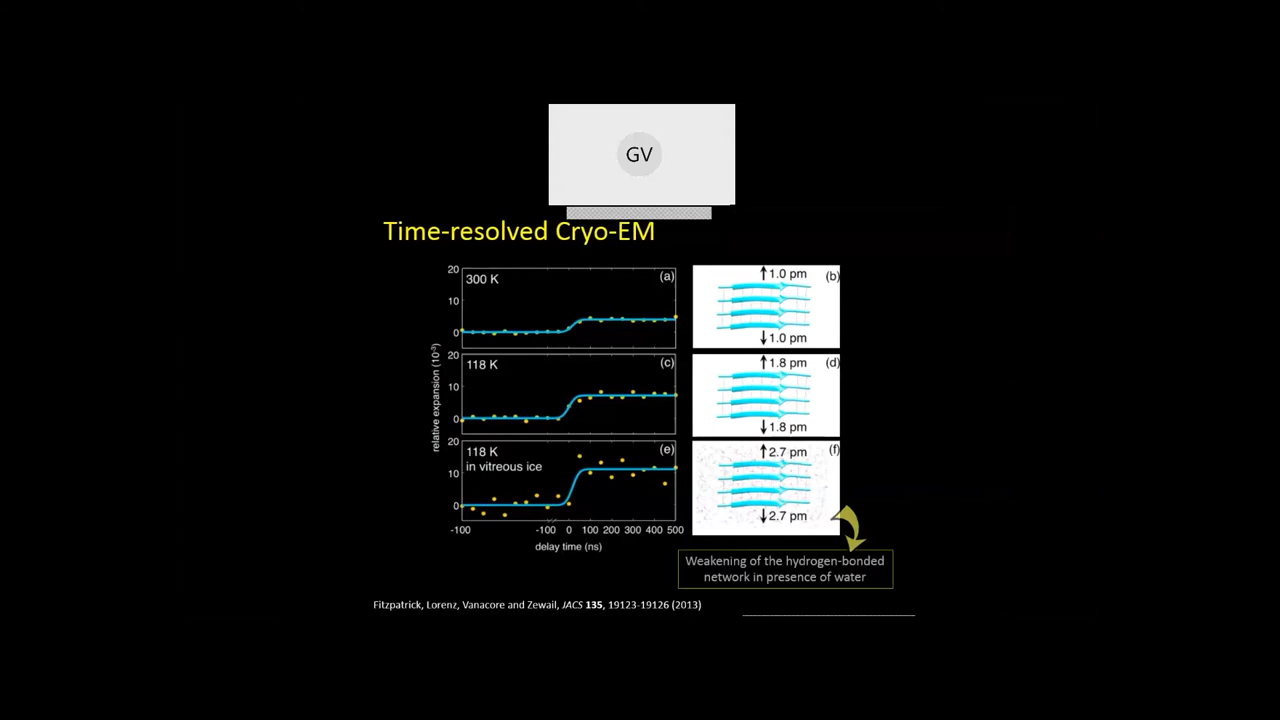 GV
Time-resolved Cryo-EM
relative expansion (10-3)
20
10
0
300 K
(a)
↑ 1.0 pm
(b)
↓ 1.0 pm
20
10
0
118 K
(c)
↑ 1.8 pm
(d)
↓ 1.8 pm
20
10
0
118 K
in vitreous ice
(e)
↑ 2.7 pm
(f)
↓ 2.7 pm
-100 -100 0 100 200 300 400 500
delay time (ns)
Weakening of the hydrogen-bonded
network in presence of water
Fitzpatrick, Lorenz, Vanacore and Zewail, JACS 135, 19123-19126 (2013)